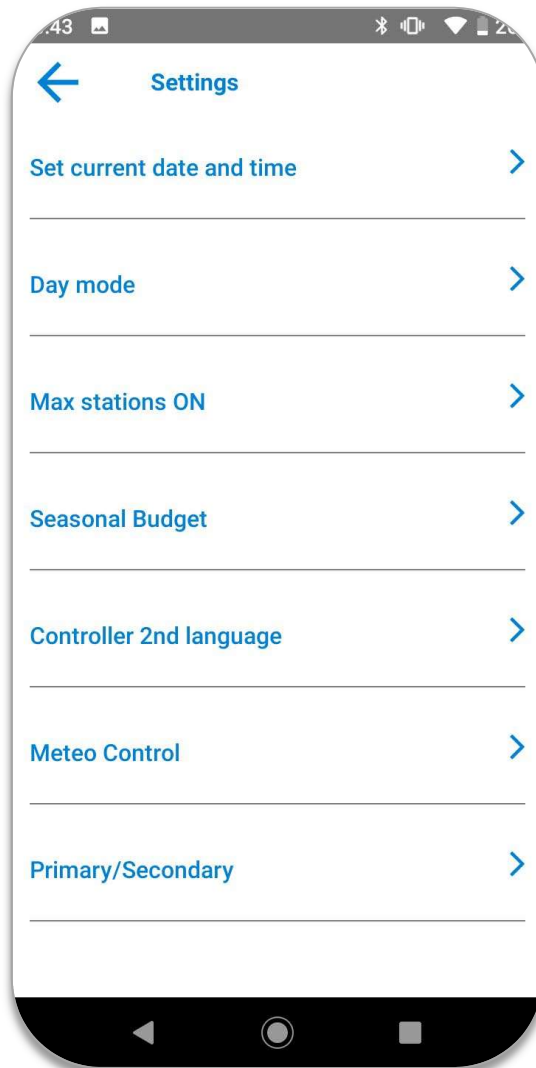 Settings
Set current date and time
Day mode
Max stations ON
Seasonal Budget
Controller 2nd language
Meteo Control
Primary/Secondary